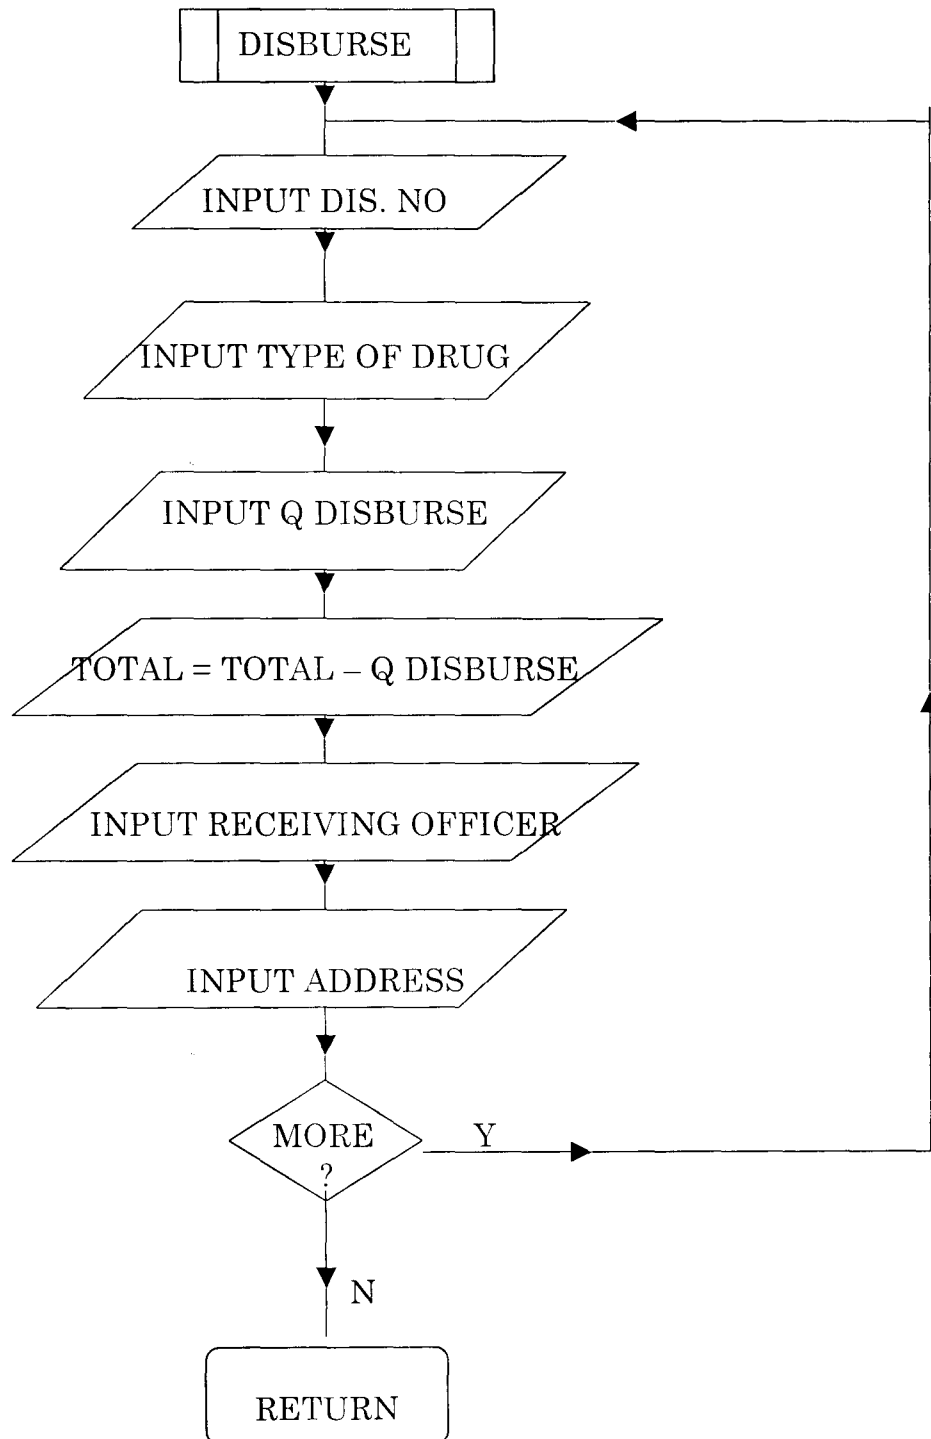 DISBURSE
INPUT DIS. NO
INPUT TYPE OF DRUG
INPUT Q DISBURSE
TOTAL = TOTAL – Q DISBURSE
INPUT RECEIVING OFFICER
INPUT ADDRESS
MORE
?
Y
N
RETURN